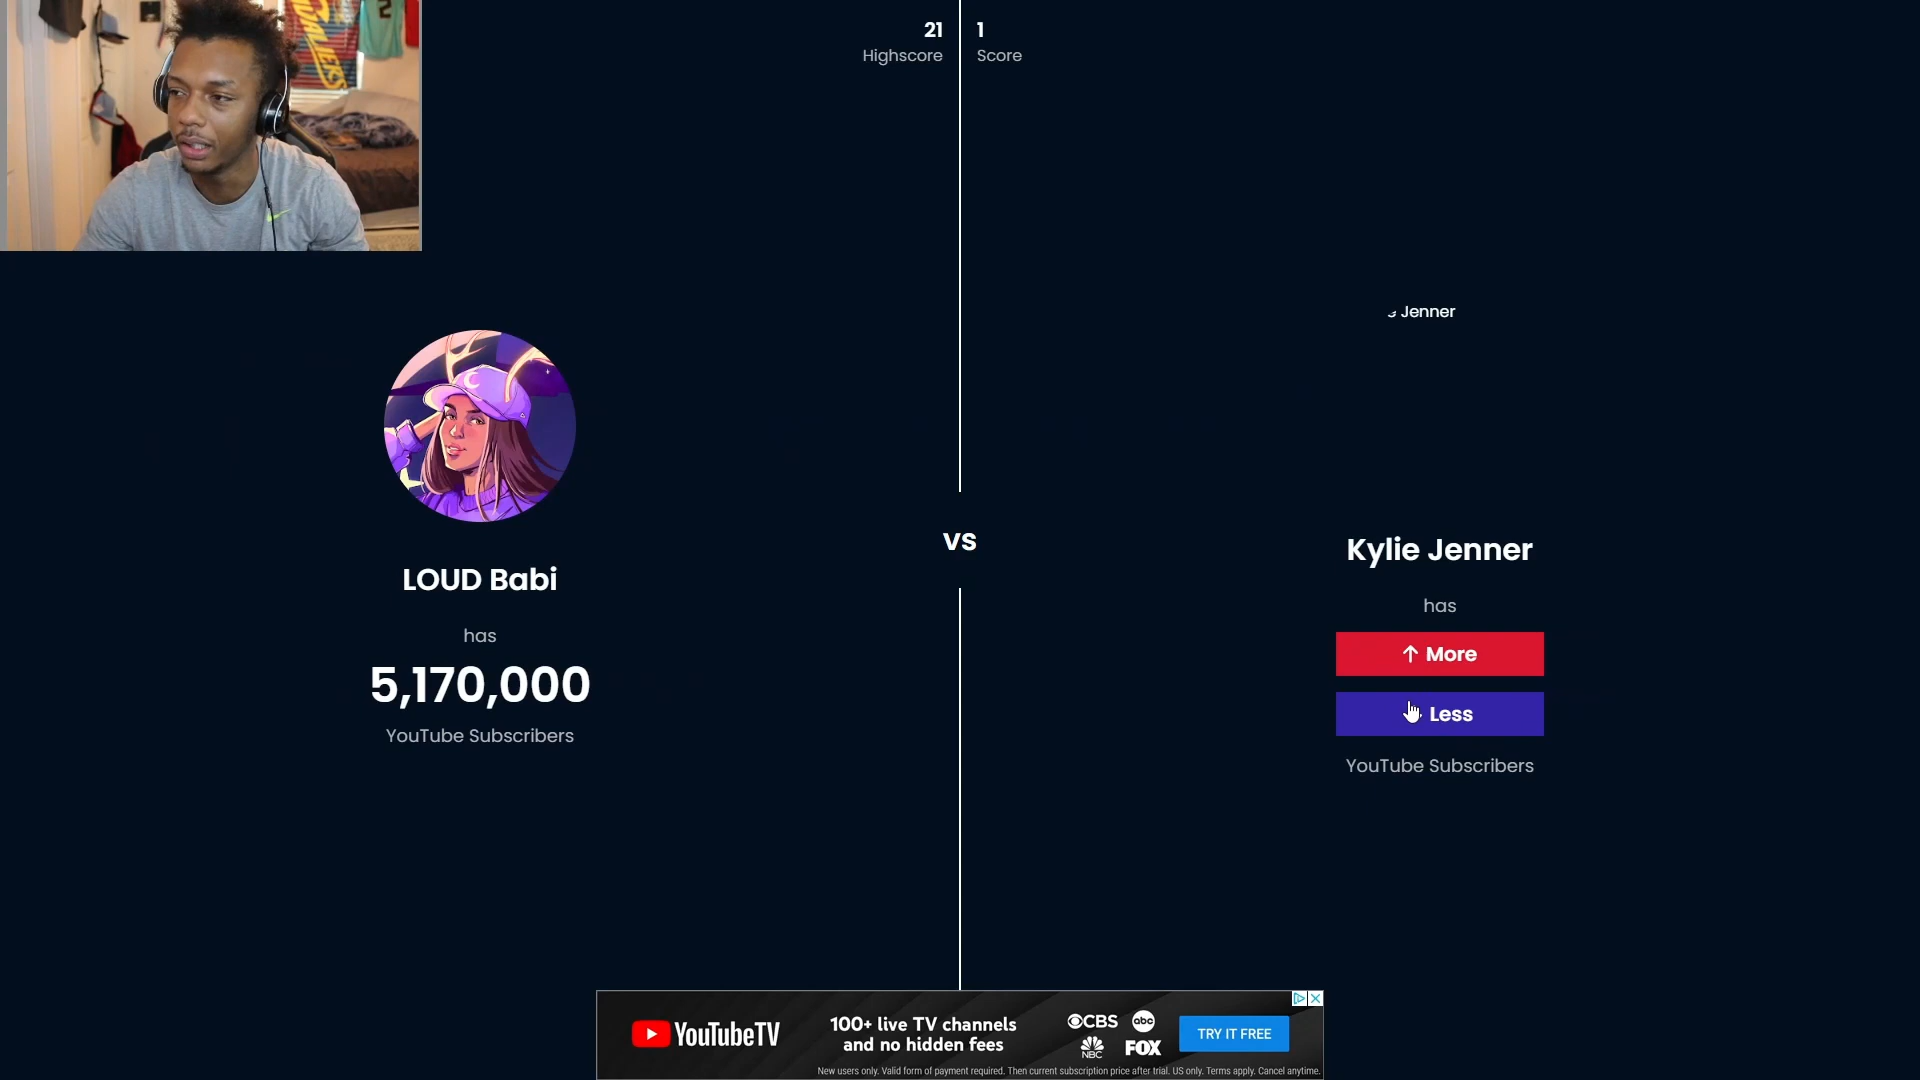 21
Highscore
1
Score
Jenner
LOUD Babi
has
5,170,000
YouTube Subscribers
VS
Kylie Jenner
has
↑ More
Less
YouTube Subscribers
YouTubeTV
100+ live TV channels
and no hidden fees
CBS abc
NBC FOX
TRY IT FREE
New users only. Valid form of payment required. Then current subscription price after trial. US only. Terms apply. Cancel anytime.